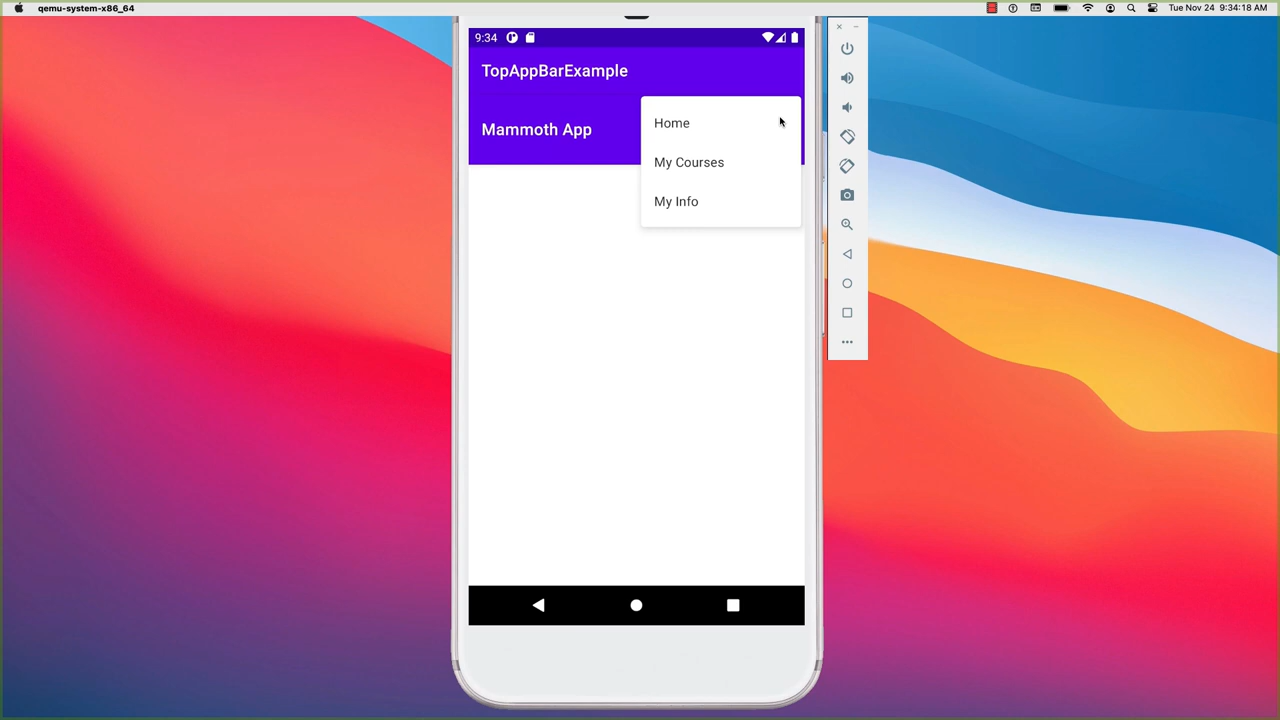 qemu-system-x86_64
Tue Nov 24 9:34:18 AM
9:34
TopAppBarExample
Mammoth App
Home
My Courses
My Info